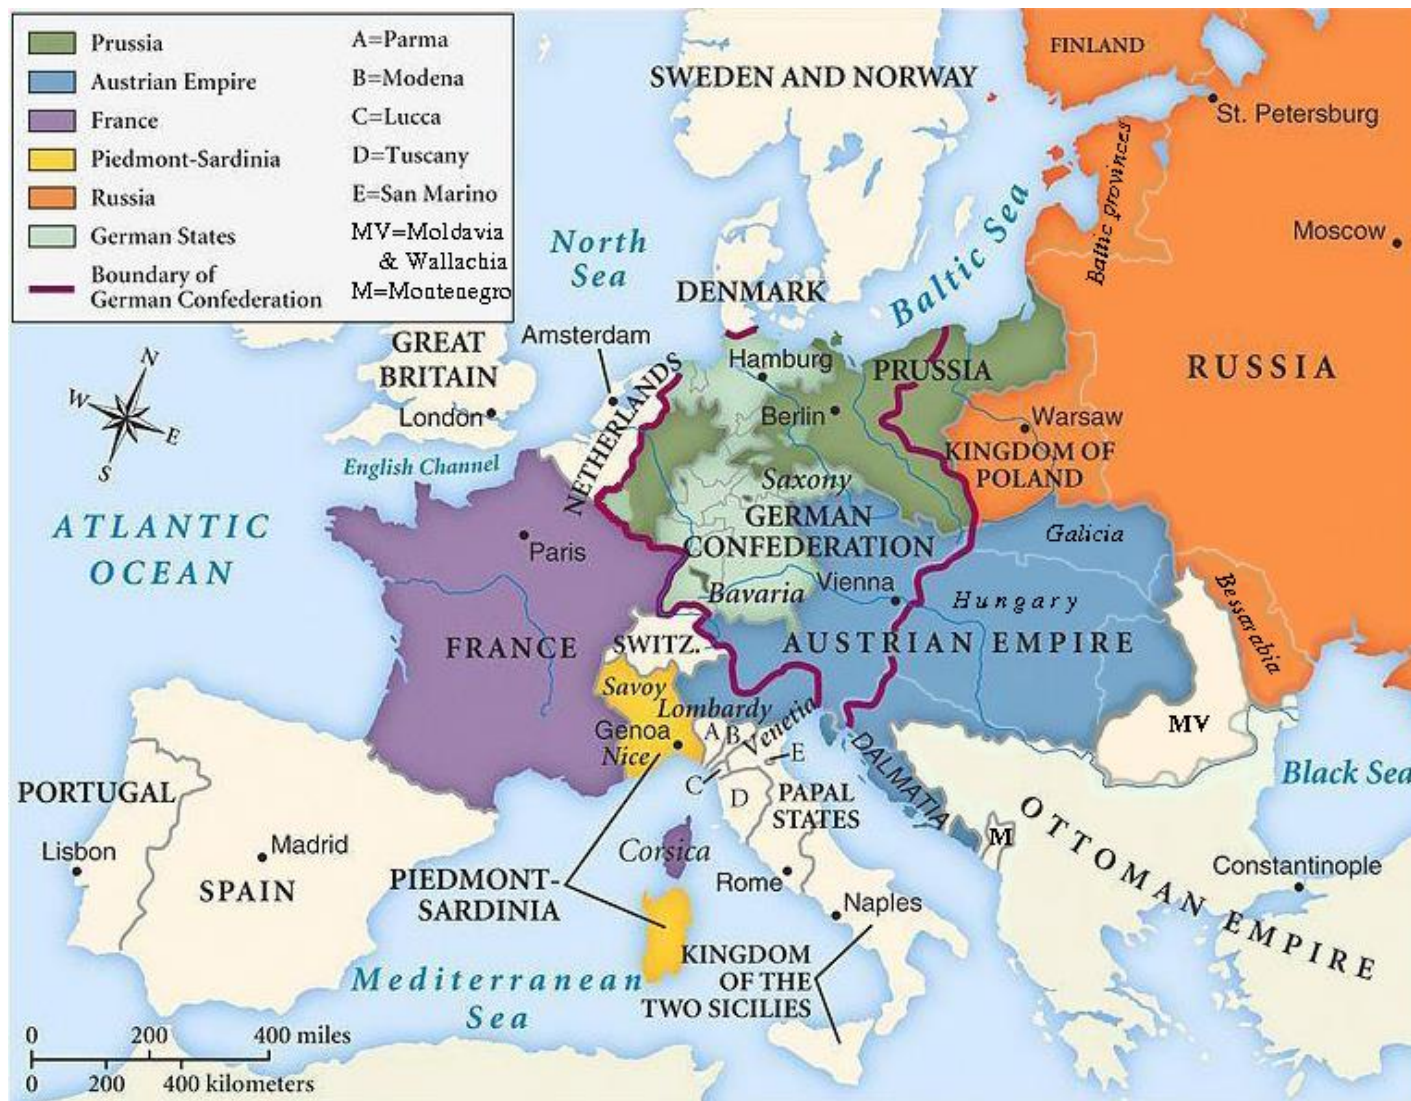 Prussia
Austrian Empire
France
Piedmont-Sardinia
Russia
German States
Boundary of
German Confederation
A=Parma
B=Modena
C=Lucca
D=Tuscany
E=San Marino
MV=Moldavia
& Wallachia
M=Montenegro
FINLAND
SWEDEN AND NORWAY
St. Petersburg
Baltic provinces
Moscow
North
Sea
Baltic Sea
DENMARK
GREAT
BRITAIN
London
Amsterdam
NETHERLANDS
Hamburg
PRUSSIA
RUSSIA
Berlin
Warsaw
KINGDOM OF
POLAND
N
W
E
S
English Channel
Saxony
ATLANTIC
OCEAN
Paris
GERMAN
CONFEDERATION
Galicia
Bavaria
Vienna
Hungary
Bessarabia
FRANCE
SWITZ.
AUSTRIAN EMPIRE
Savoy
Lombardy
Venetia
Genoa
Nice
A
B
C
D
E
MV
DALMATIA
Black Sea
PORTUGAL
Lisbon
Madrid
SPAIN
PAPAL
STATES
M
OTTOMAN EMPIRE
Constantinople
Corsica
PIEDMONT-
SARDINIA
Rome
Naples
KINGDOM
OF THE
TWO SICILIES
Mediterranean
Sea
0 200 400 miles
0 200 400 kilometers